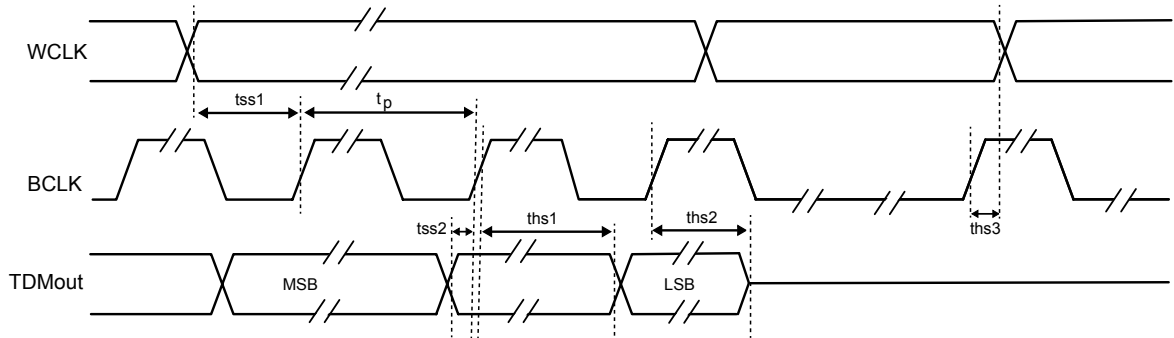 WCLK
tss1
tp
BCLK
tss2
ths1
ths2
ths3
TDMout
MSB
LSB